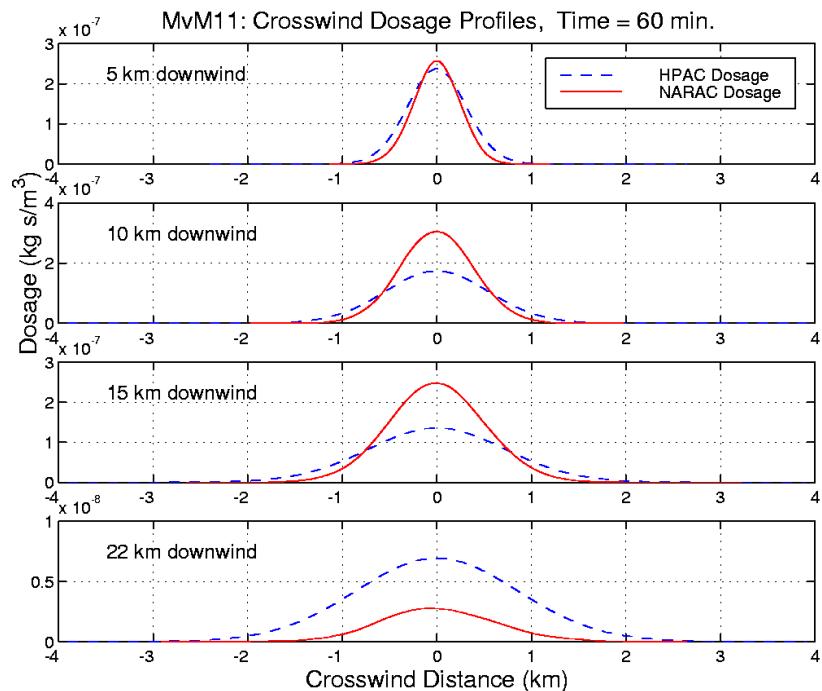 MvM11: Crosswind Dosage Profiles, Time = 60 min.
x 10-7
3
2
1
0
5 km downwind
HPAC Dosage
NARAC Dosage
-4 -3 -2 -1 0 1 2 3 4
x 10-7
4
2
0
10 km downwind
-4 -3 -2 -1 0 1 2 3 4
x 10-7
3
2
1
0
15 km downwind
-4 -3 -2 -1 0 1 2 3 4
x 10-8
1
0.5
0
22 km downwind
-4 -3 -2 -1 0 1 2 3 4
Crosswind Distance (km)
Dosage (kg s/m3)